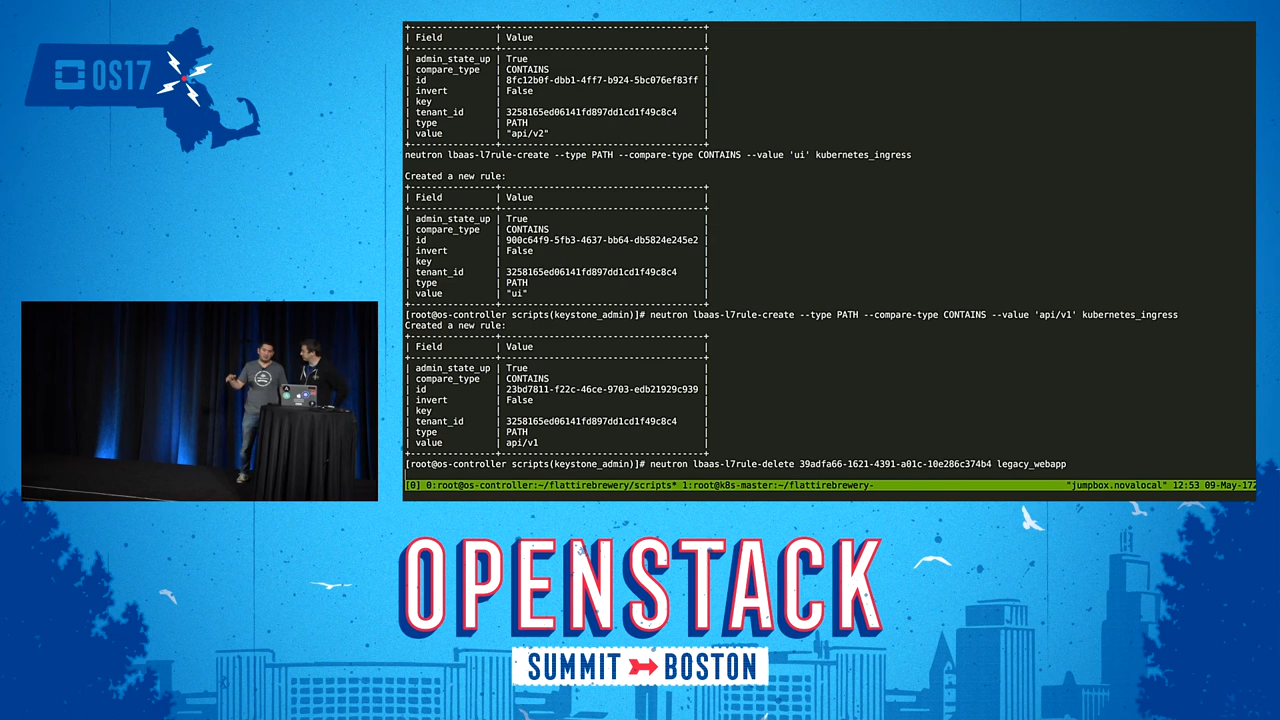 OS17
+----------------+--------------------------------------+
| Field | Value |
+----------------+--------------------------------------+
| admin_state_up | True |
| compare_type | CONTAINS |
| id | 8fc12b0f-dbb1-4ff7-b924-5bc076ef83ff |
| invert | False |
| key | |
| tenant_id | 3258165ed06141fd897dd1cd1f49c8c4 |
| type | PATH |
| value | "api/v2" |
+----------------+--------------------------------------+
neutron lbaas-l7rule-create --type PATH --compare-type CONTAINS --value 'ui' kubernetes_ingress
Created a new rule:
+----------------+--------------------------------------+
| Field | Value |
+----------------+--------------------------------------+
| admin_state_up | True |
| compare_type | CONTAINS |
| id | 900c64f9-5fb3-4637-bb64-db5824e245e2 |
| invert | False |
| key | |
| tenant_id | 3258165ed06141fd897dd1cd1f49c8c4 |
| type | PATH |
| value | "ui" |
+----------------+--------------------------------------+
[root@os-controller scripts(keystone_admin)]# neutron lbaas-l7rule-create --type PATH --compare-type CONTAINS --value 'api/v1' kubernetes_ingress
Created a new rule:
+----------------+--------------------------------------+
| Field | Value |
+----------------+--------------------------------------+
| admin_state_up | True |
| compare_type | CONTAINS |
| id | 23bd7811-f22c-46ce-9703-edb21929c939 |
| invert | False |
| key | |
| tenant_id | 3258165ed06141fd897dd1cd1f49c8c4 |
| type | PATH |
| value | api/v1 |
+----------------+--------------------------------------+
[root@os-controller scripts(keystone_admin)]# neutron lbaas-l7rule-delete 39adfa66-1621-4391-a01c-10e286c374b4 legacy_webapp
[0] 0:root@os-controller:~/flattirebrewery/scripts* 1:root@k8s-master:~/flattirebrewery- "jumpbox.novalocal" 12:53 09-May-172
OPENSTACK
SUMMIT BOSTON